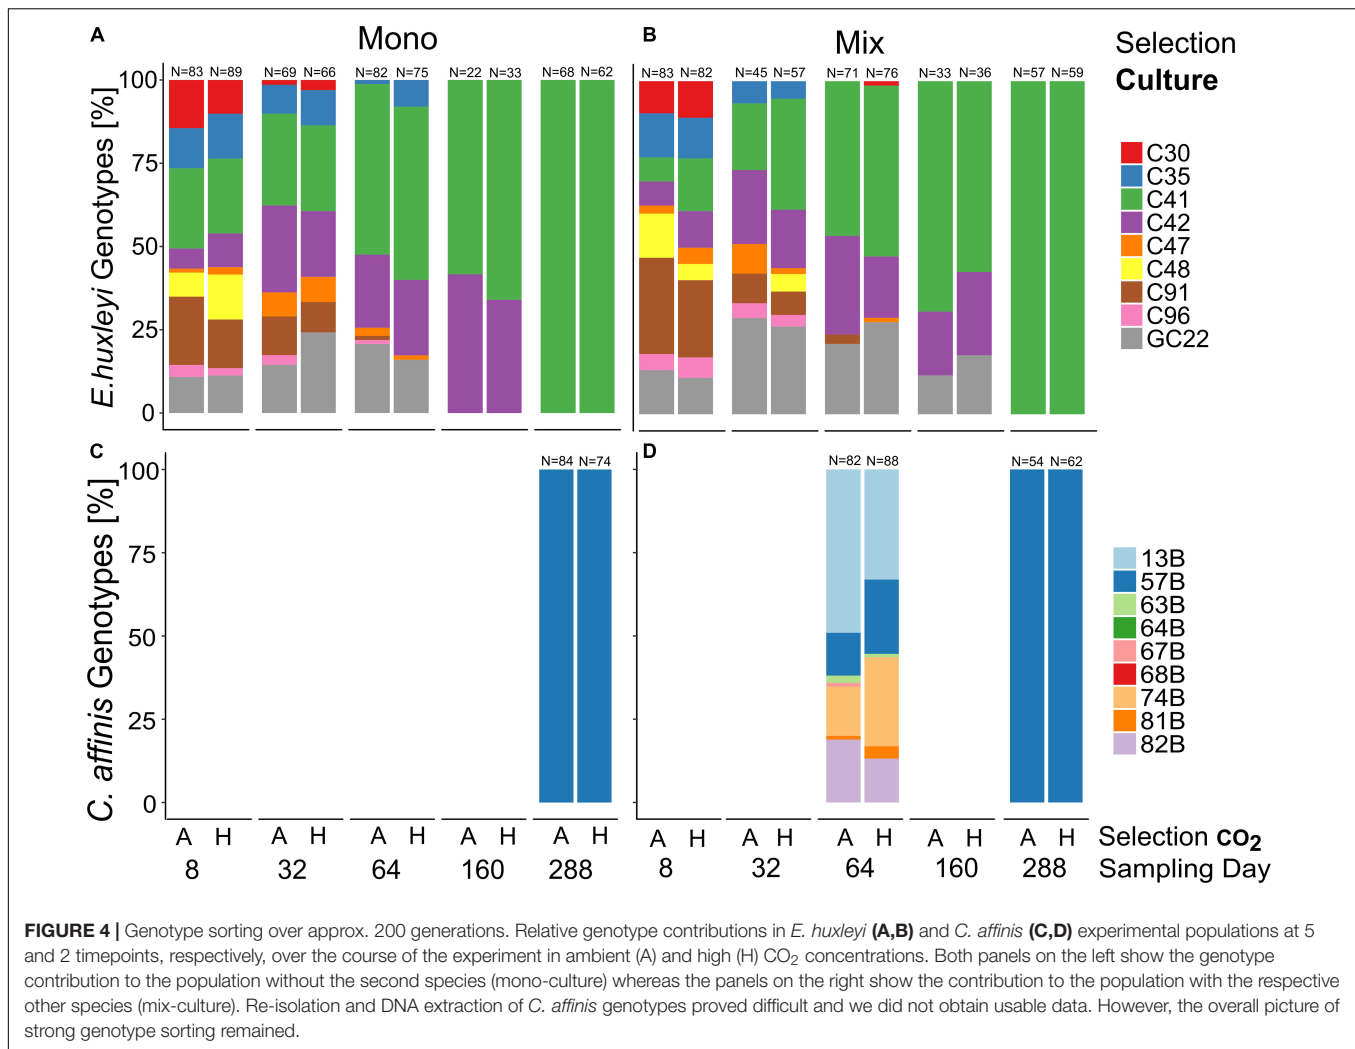 A
Mono
B
Mix
Selection
Culture
N=83 N=89 N=69 N=66 N=82 N=75 N=22 N=33 N=68 N=62
N=83 N=82 N=45 N=57 N=71 N=76 N=33 N=36 N=57 N=59
E.huxleyi Genotypes [%]
100
75
50
25
0
C30
C35
C41
C42
C47
C48
C91
C96
GC22
C
D
N=84 N=74
N=82 N=88
N=54 N=62
C. affinis Genotypes [%]
100
75
50
25
0
13B
57B
63B
64B
67B
68B
74B
81B
82B
A H A H A H A H A H A H A H A H A H A H Selection CO2
8 32 64 160 288 8 32 64 160 288 Sampling Day
FIGURE 4 | Genotype sorting over approx. 200 generations. Relative genotype contributions in E. huxleyi (A,B) and C. affinis (C,D) experimental populations at 5
and 2 timepoints, respectively, over the course of the experiment in ambient (A) and high (H) CO2 concentrations. Both panels on the left show the genotype
contribution to the population without the second species (mono-culture) whereas the panels on the right show the contribution to the population with the respective
other species (mix-culture). Re-isolation and DNA extraction of C. affinis genotypes proved difficult and we did not obtain usable data. However, the overall picture of
strong genotype sorting remained.